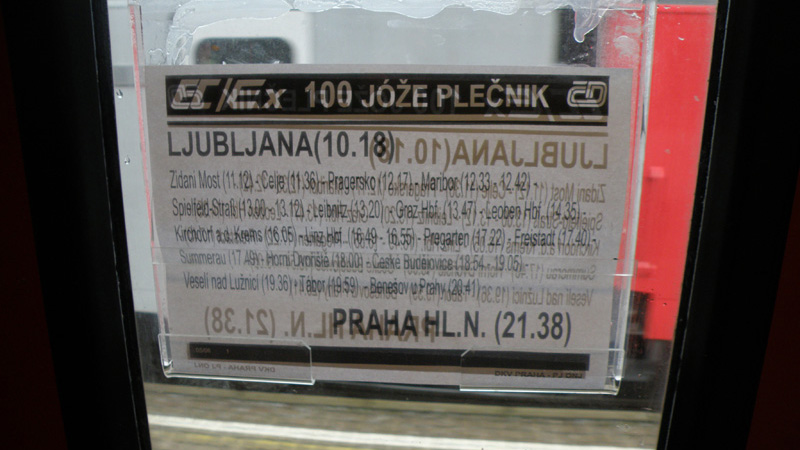 EC/Ex 100 JÓŽE PLEČNIK ČD
LJUBLJANA(10.18)
Zidani Most (11.12) - Celje (11.36) - Pragersko (12.17) - Maribor (12.33 - 12.42) -
Spielfeld-Straß (13.00 - 13.12) - Leibnitz (13.20) - Graz Hbf. (13.47) - Leoben Hbf. (14.35)
Kirchdorf a.d. Krems (16.05) - Linz Hbf. (16.49 - 16.55) - Pregarten (17.22) - Freistadt (17.40) -
Summerau (17.49) - Horní Dvořiště (18.00) - České Budějovice (18.54 - 19.05)
Veselí nad Lužnicí (19.36) - Tábor (19.59) - Benešov u Prahy (20.41)
PRAHA HL.N. (21.38)